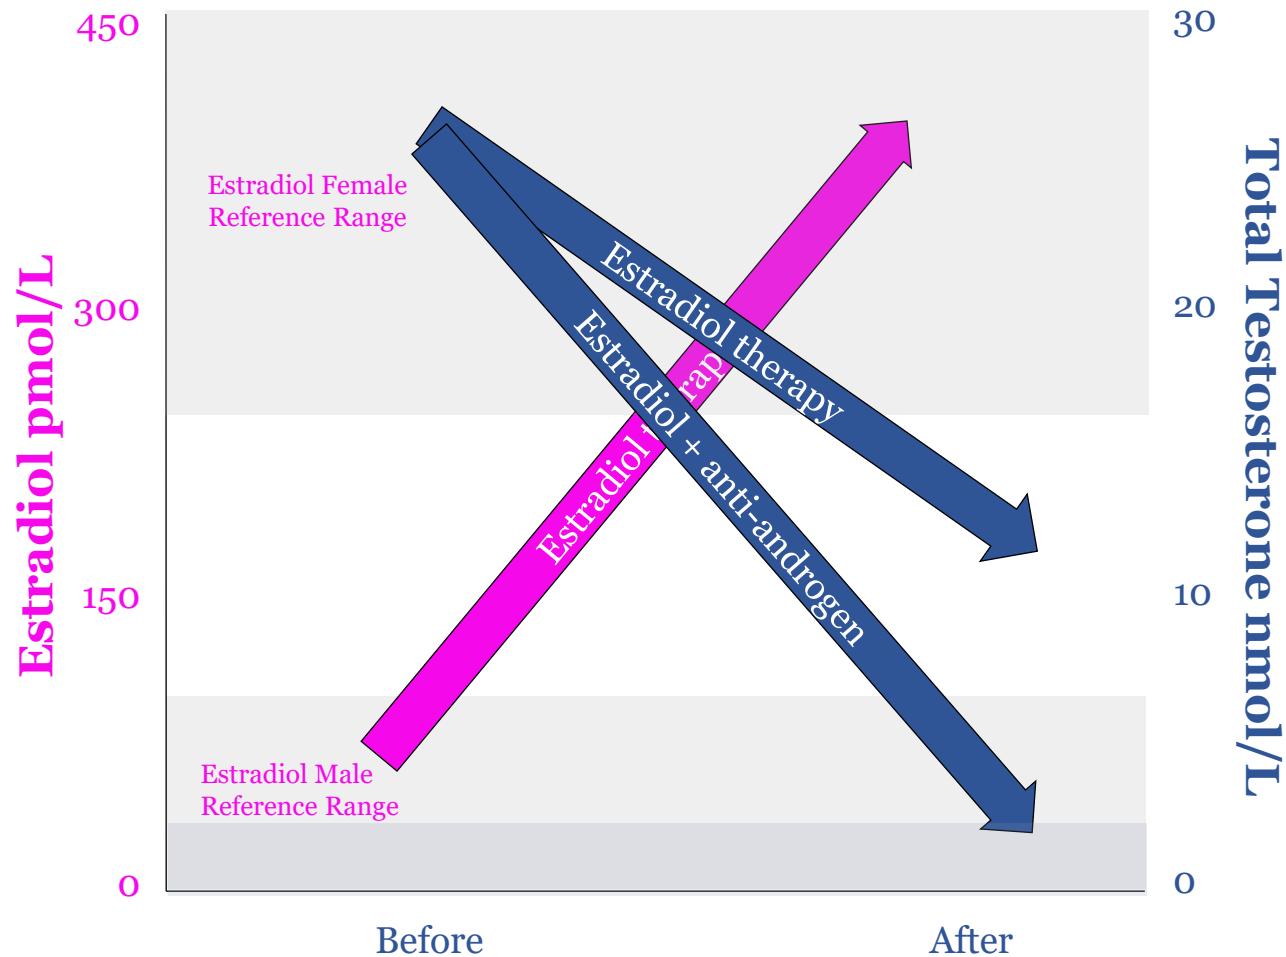 450
300
150
0
Estradiol pmol/L
Estradiol Female
Reference Range
Estradiol Male
Reference Range
Estradiol therapy
Estradiol + anti-androgen
Estradiol
30
20
10
0
Total Testosterone nmol/L
Before
After